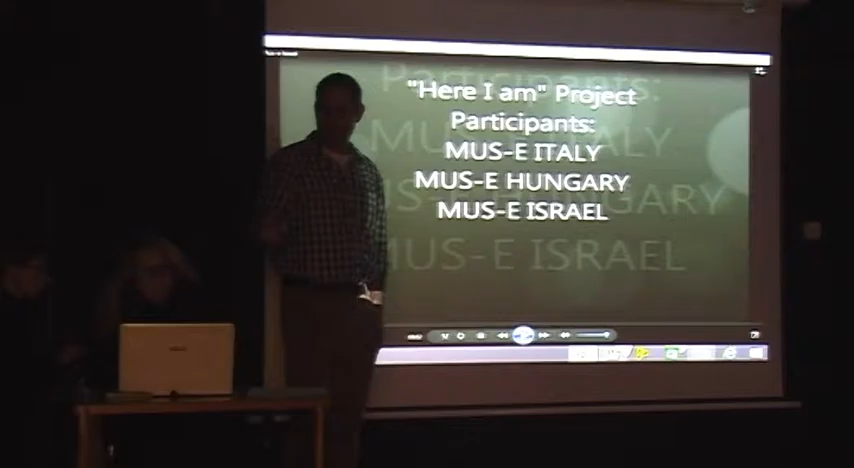 "Here I am" Project
Participants:
MUS-E ITALY
MUS-E HUNGARY
MUS-E ISRAEL